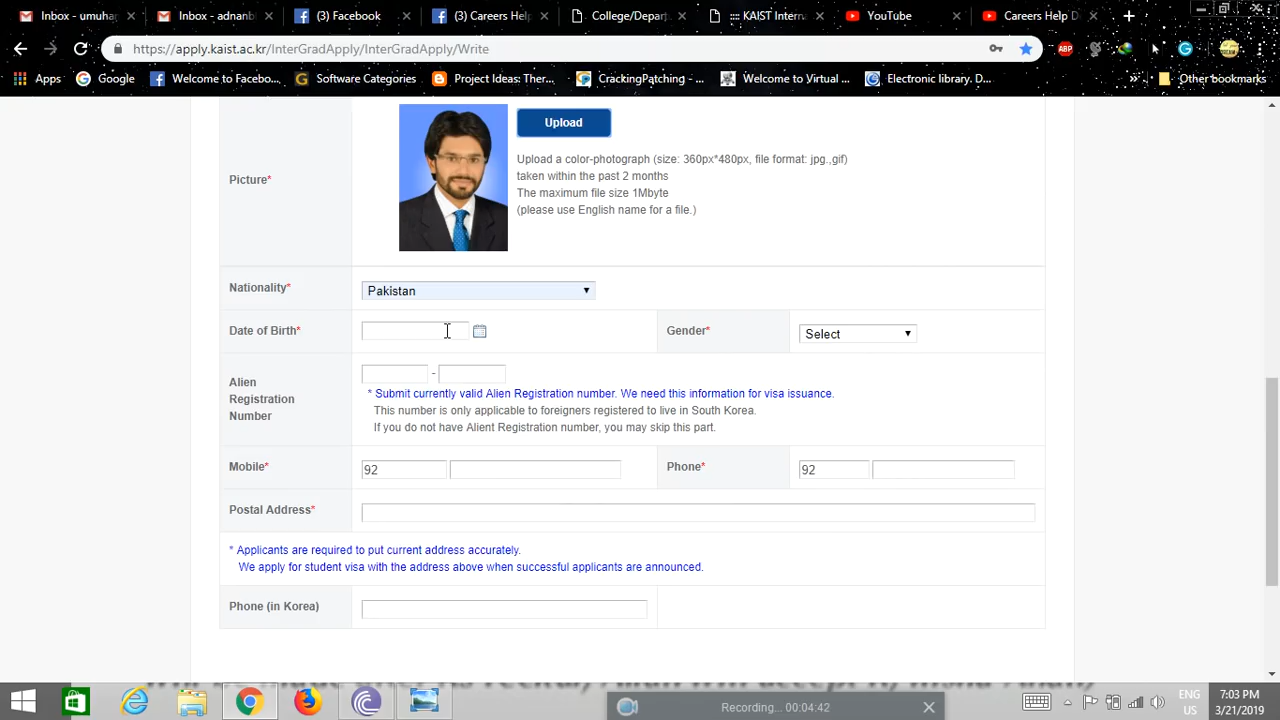 Inbox - umuha
Inbox - adnanb
(3) Facebook
(3) Careers Help
College/Depart
::: KAIST Intern
YouTube
Careers Help D
https://apply.kaist.ac.kr/InterGradApply/InterGradApply/Write
ABP
Apps
Google
Welcome to Facebo...
Software Categories
Project Ideas: Ther...
CrackingPatching - ...
Welcome to Virtual ...
Electronic library. D...
Other bookmarks
Upload
Upload a color-photograph (size: 360px*480px, file format: jpg.,gif)
taken within the past 2 months
The maximum file size 1Mbyte
(please use English name for a file.)
Picture*
Nationality*
Pakistan
Date of Birth*
Gender*
Select
Alien
Registration
Number
-
* Submit currently valid Alien Registration number. We need this information for visa issuance.
This number is only applicable to foreigners registered to live in South Korea.
If you do not have Alient Registration number, you may skip this part.
Mobile*
92
Phone*
92
Postal Address*
* Applicants are required to put current address accurately.
We apply for student visa with the address above when successful applicants are announced.
Phone (in Korea)
Recording... 00:04:42
ENG
US
7:03 PM
3/21/2019